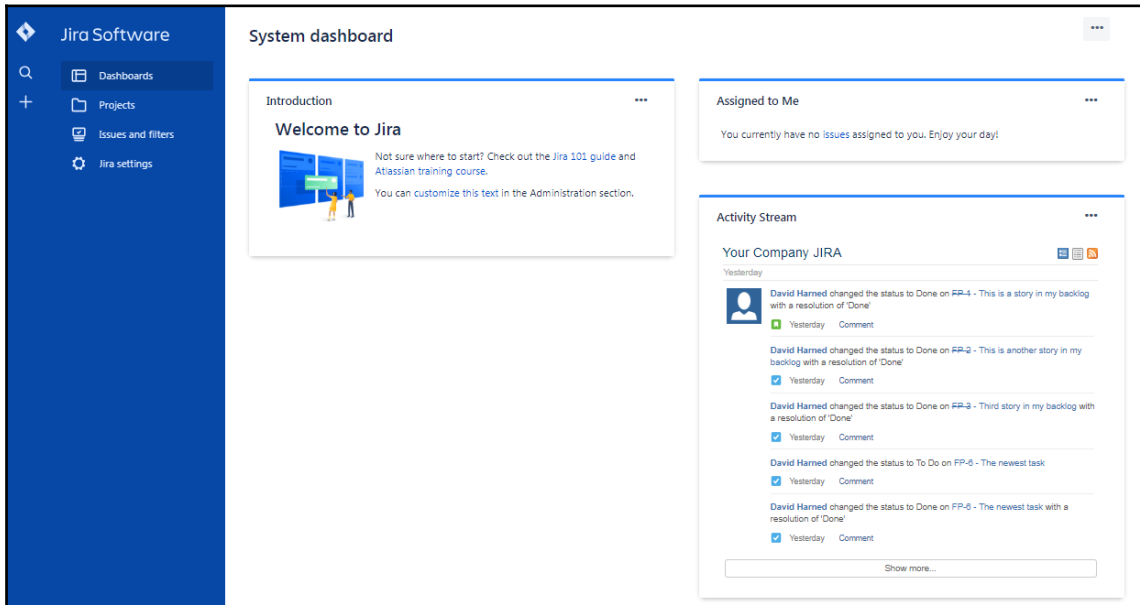 Jira Software
Dashboards
Projects
Issues and filters
Jira settings
System dashboard
Introduction
Welcome to Jira
Not sure where to start? Check out the Jira 101 guide and
Atlassian training course.
You can customize this text in the Administration section.
Assigned to Me
You currently have no issues assigned to you. Enjoy your day!
Activity Stream
Your Company JIRA
Yesterday
David Harned changed the status to Done on FP-1 - This is a story in my backlog
with a resolution of 'Done'
Yesterday Comment
David Harned changed the status to Done on FP-2 - This is another story in my
backlog with a resolution of 'Done'
Yesterday Comment
David Harned changed the status to Done on FP-3 - Third story in my backlog with
a resolution of 'Done'
Yesterday Comment
David Harned changed the status to To Do on FP-6 - The newest task
Yesterday Comment
David Harned changed the status to Done on FP-6 - The newest task with a
resolution of 'Done'
Yesterday Comment
Show more...